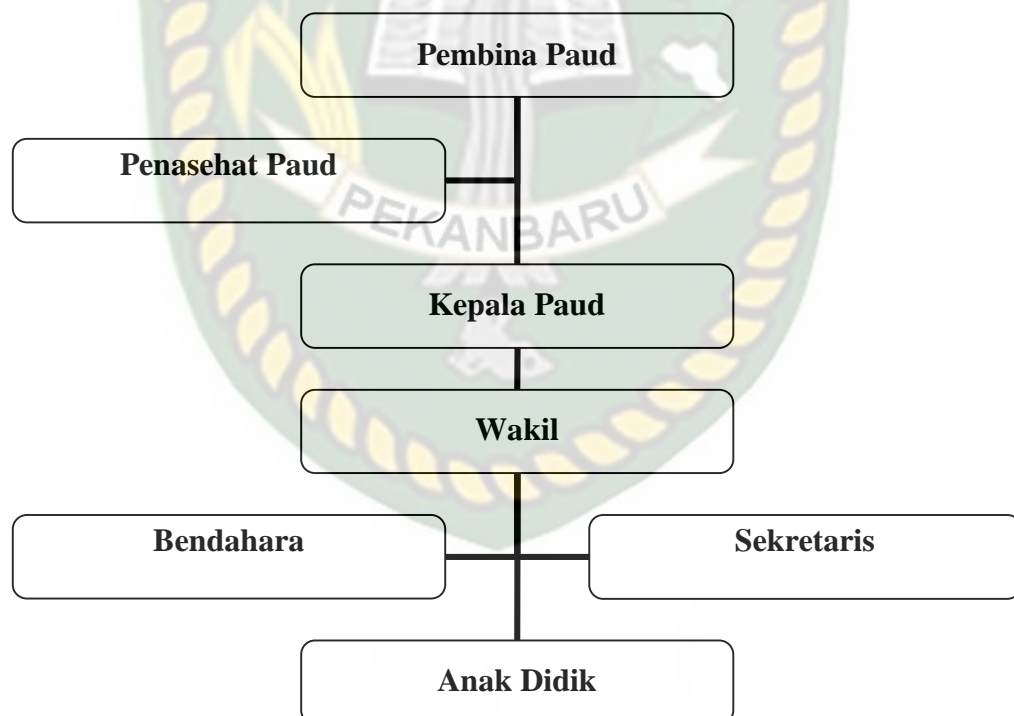 Pembina Paud
Penasehat Paud
PEKANBARU
Kepala Paud
Wakil
Bendahara
Sekretaris
Anak Didik